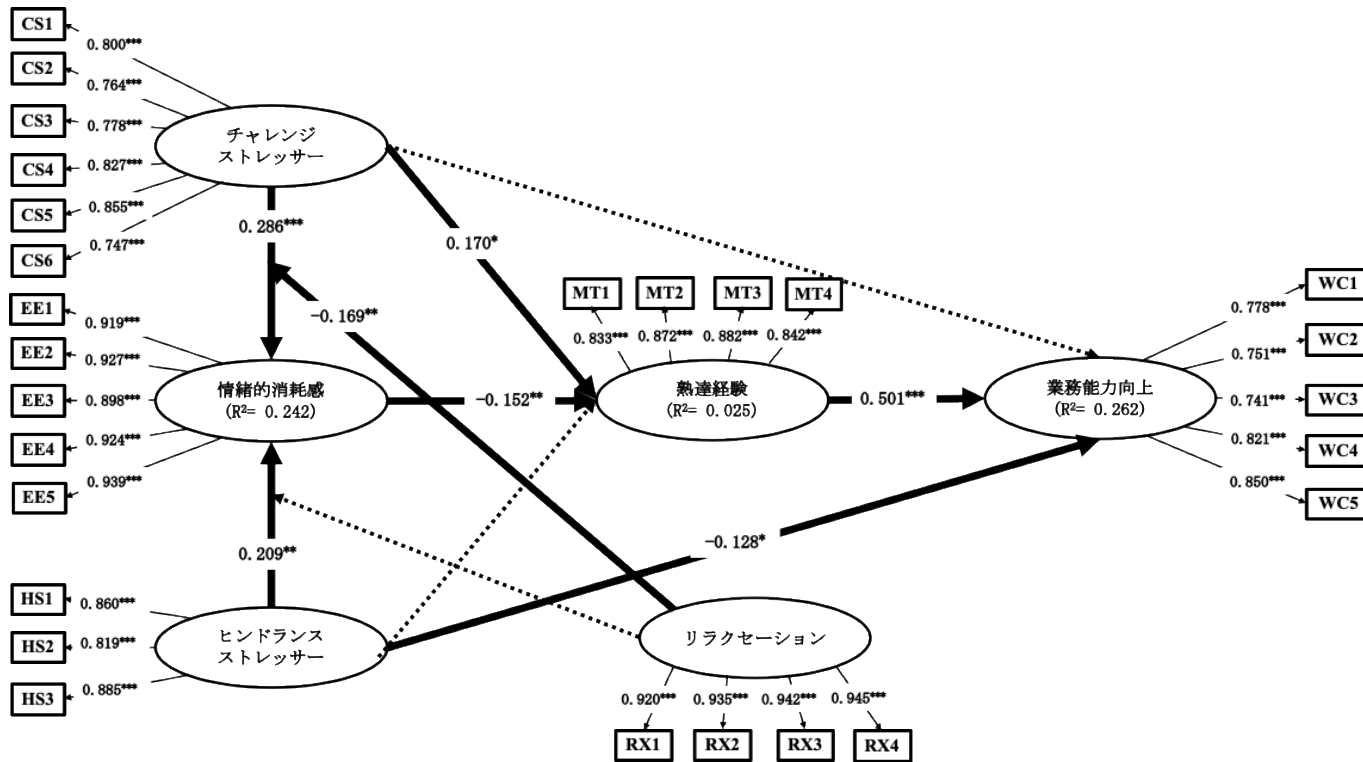 CS1
0.800***
CS2
0.764***
CS3
0.778***
CS4
0.827***
CS5
0.855***
CS6
0.747***
チャレンジ
ストレッサー
0.286***
0.170*
-0.169**
EE1
0.919***
EE2
0.927***
EE3
0.898***
EE4
0.924***
EE5
0.939***
情緒的消耗感
(R²= 0.242)
-0.152**
MT1
MT2
MT3
MT4
0.833***
0.872***
0.882***
0.842***
熟達経験
(R²= 0.025)
0.501***
業務能力向上
(R²= 0.262)
WC1
0.778***
WC2
0.751***
WC3
0.741***
WC4
0.821***
WC5
0.850***
0.209**
-0.128*
HS1
0.860***
HS2
0.819***
HS3
0.885***
ヒンドランス
ストレッサー
リラクセーション
0.920***
0.935***
0.942***
0.945***
RX1
RX2
RX3
RX4